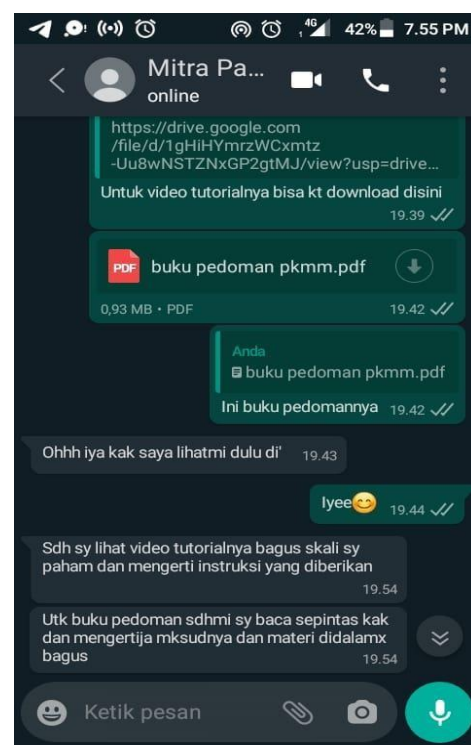 4G 42% 7.55 PM
Mitra Pa...
online
https://drive.google.com
/file/d/1gHiHYmrzWCxmtz
-Uu8wNSTZNxGP2gtMJ/view?usp=drive...
Untuk video tutorialnya bisa kt download disini
19.39
PDF buku pedoman pkmm.pdf
0,93 MB • PDF 19.42
Anda
buku pedoman pkmm.pdf
Ini buku pedomannya 19.42
Ohhh iya kak saya lihatmi dulu di' 19.43
Iyee😊 19.44
Sdh sy lihat video tutorialnya bagus skali sy
paham dan mengerti instruksi yang diberikan
19.54
Utk buku pedoman sdhmi sy baca sepintas kak
dan mengertija mksudnya dan materi didalamx
bagus 19.54
Ketik pesan